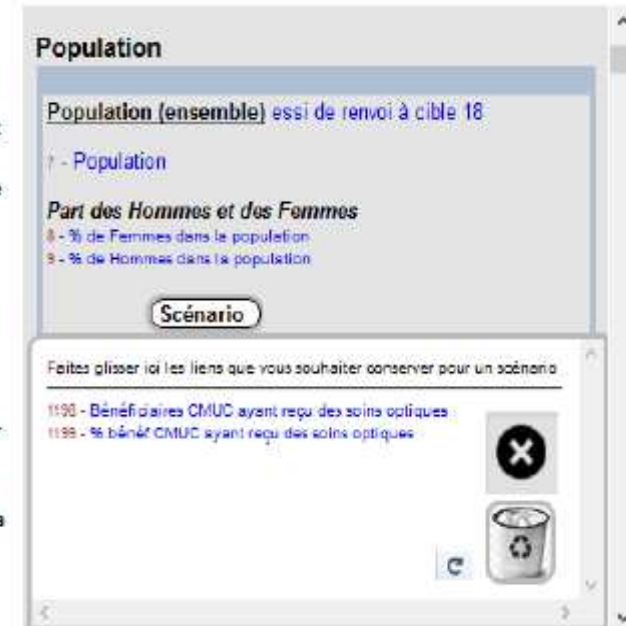 Population
Population (ensemble) essi de renvoi à cible 18
7 - Population
Part des Hommes et des Femmes
8 - % de Femmes dans la population
9 - % de Hommes dans la population
Scénario
Faites glisser ici les liens que vous souhaiter conserver pour un scénario
1198 - Bénéficiaires CMUC ayant reçu des soins optiques
1199 - % bénéf CMUC ayant reçu des soins optiques